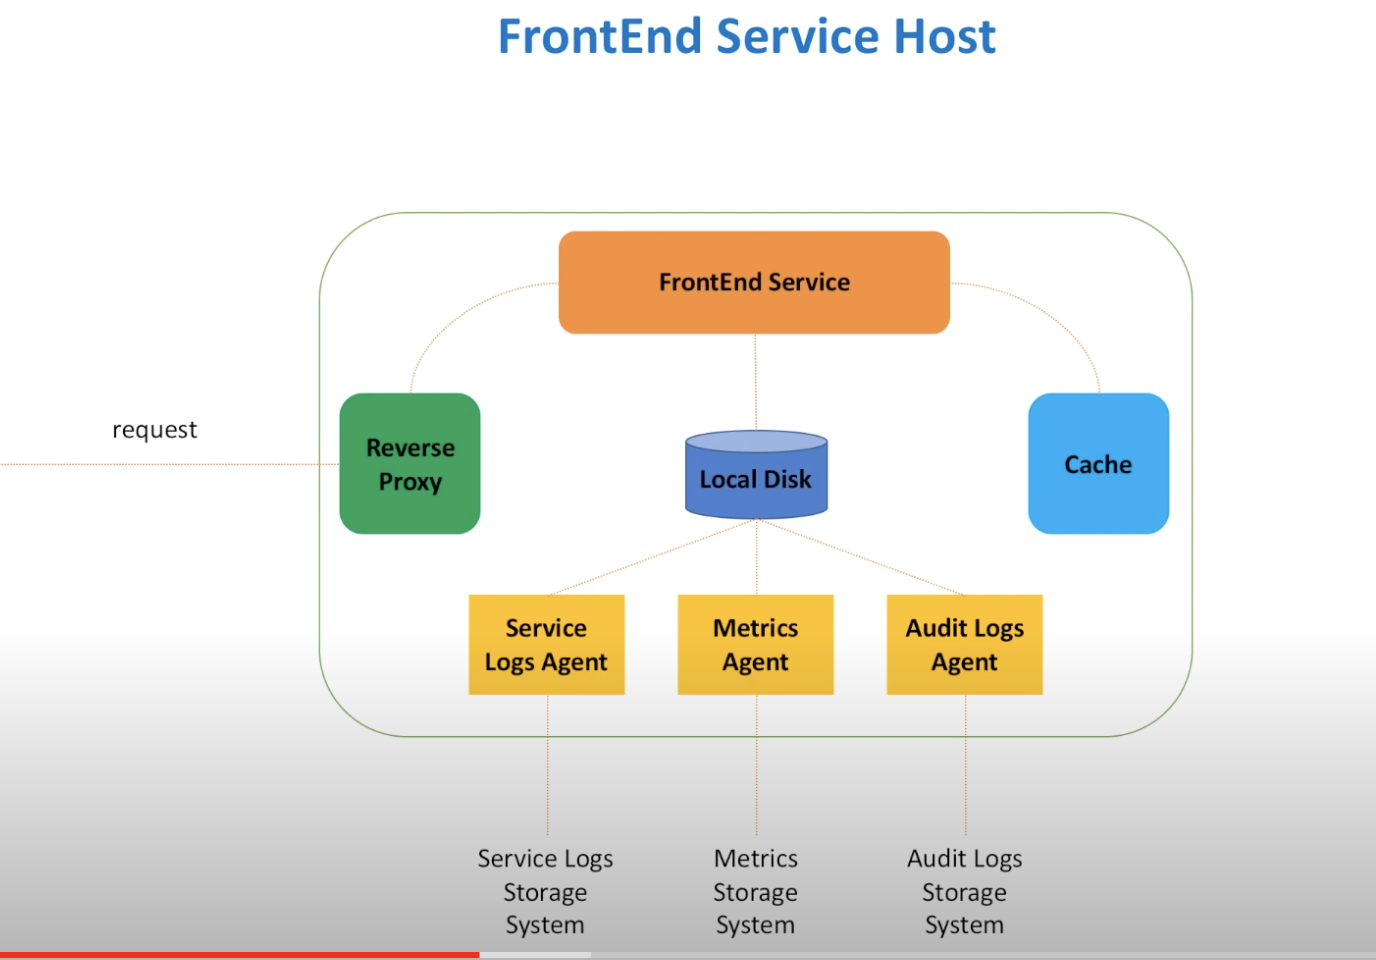 FrontEnd Service Host
FrontEnd Service
request
Reverse
Proxy
Local Disk
Cache
Service
Logs Agent
Metrics
Agent
Audit Logs
Agent
Service Logs
Storage
System
Metrics
Storage
System
Audit Logs
Storage
System